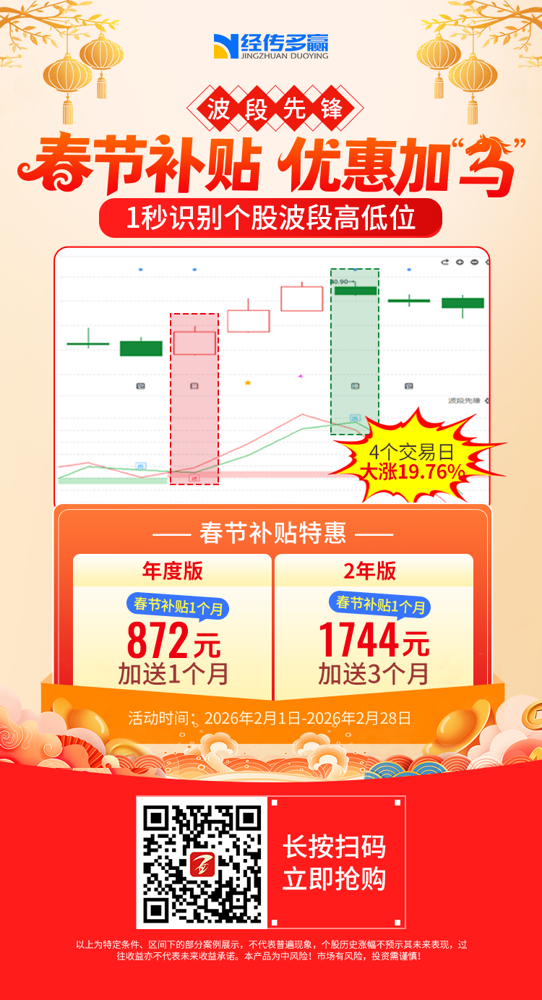 经传多赢
JINGZHUAN DUOYING
波段先锋
春节补贴 优惠加“马”
1秒识别个股波段高低位
40.90
波段先锋
4个交易日
大涨19.76%
春节补贴特惠
年度版
春节补贴1个月
872元
加送1个月
2年版
春节补贴1个月
1744元
加送3个月
活动时间：2026年2月1日-2026年2月28日
长按扫码
立即抢购
以上为特定条件、区间下的部分案例展示，不代表普遍现象，个股历史涨幅不预示其未来表现，过
往收益亦不代表未来收益承诺。本产品为中风险！市场有风险，投资需谨慎！